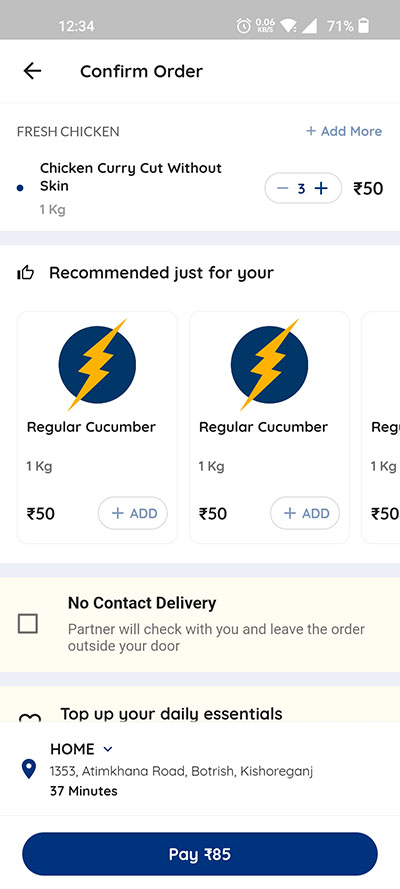 12:34
0.06
KB/S
71%
Confirm Order
FRESH CHICKEN
+ Add More
Chicken Curry Cut Without
Skin
1 Kg
3
₹50
Recommended just for your
Regular Cucumber
1 Kg
₹50
+ ADD
Regular Cucumber
1 Kg
₹50
+ ADD
Reg
1 Kg
₹50
No Contact Delivery
Partner will check with you and leave the order
outside your door
Top up your daily essentials
HOME
1353, Atimkhana Road, Botrish, Kishoreganj
37 Minutes
Pay ₹85